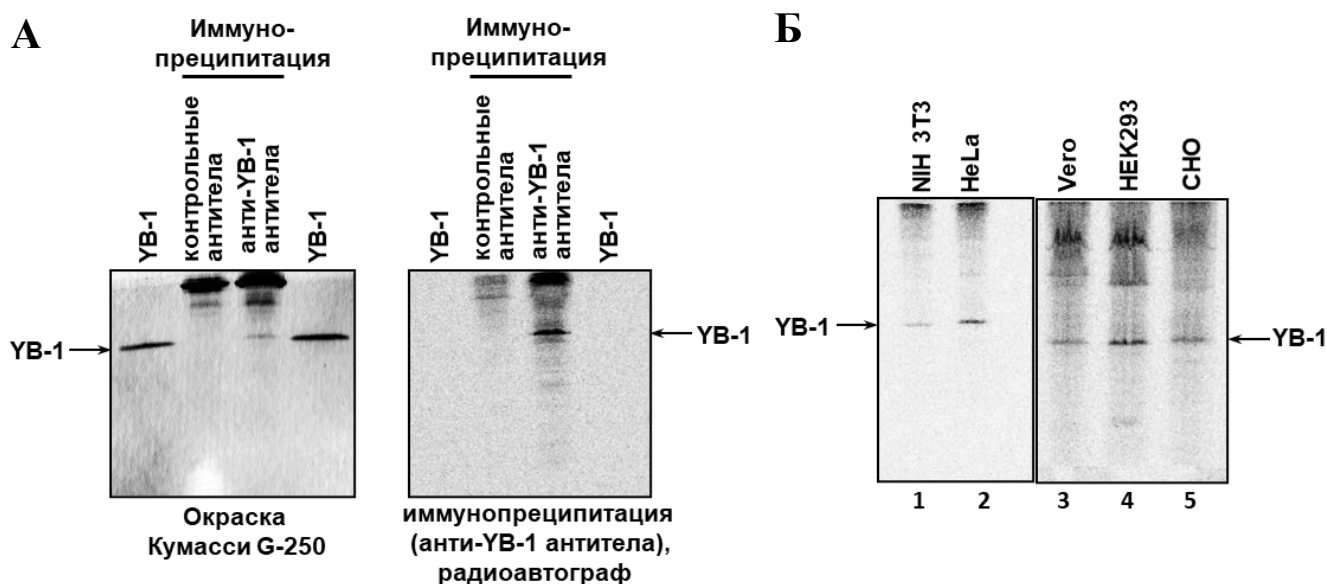 А
Иммуно-
преципитация
YB-1
контрольные
антитела
анти-YB-1
антитела
YB-1
YB-1
Окраска
Кумасси G-250
Иммуно-
преципитация
YB-1
контрольные
антитела
анти-YB-1
антитела
YB-1
YB-1
иммунопреципитация
(анти-YB-1 антитела),
радиоавтограф
Б
NIH 3T3
HeLa
Vero
HEK293
CHO
YB-1
YB-1
1
2
3
4
5